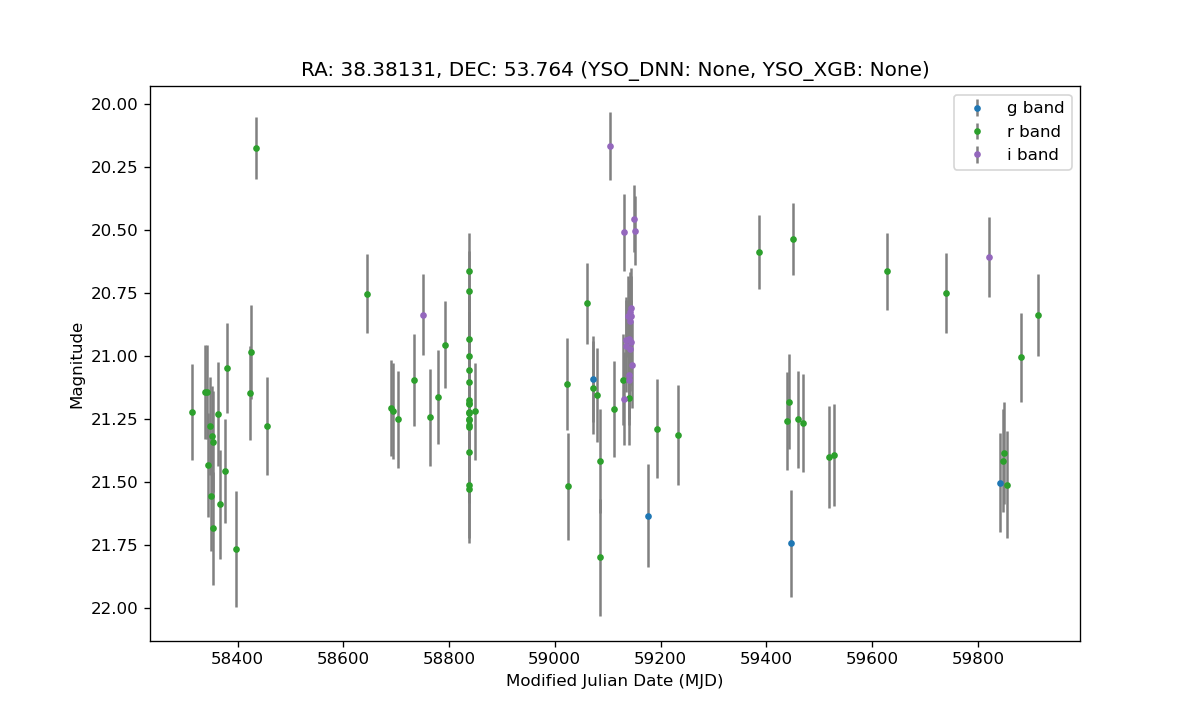 RA: 38.38131, DEC: 53.764 (YSO_DNN: None, YSO_XGB: None)
g band
r band
i band
20.00
20.25
20.50
20.75
21.00
21.25
21.50
21.75
22.00
Magnitude
58400 58600 58800 59000 59200 59400 59600 59800
Modified Julian Date (MJD)